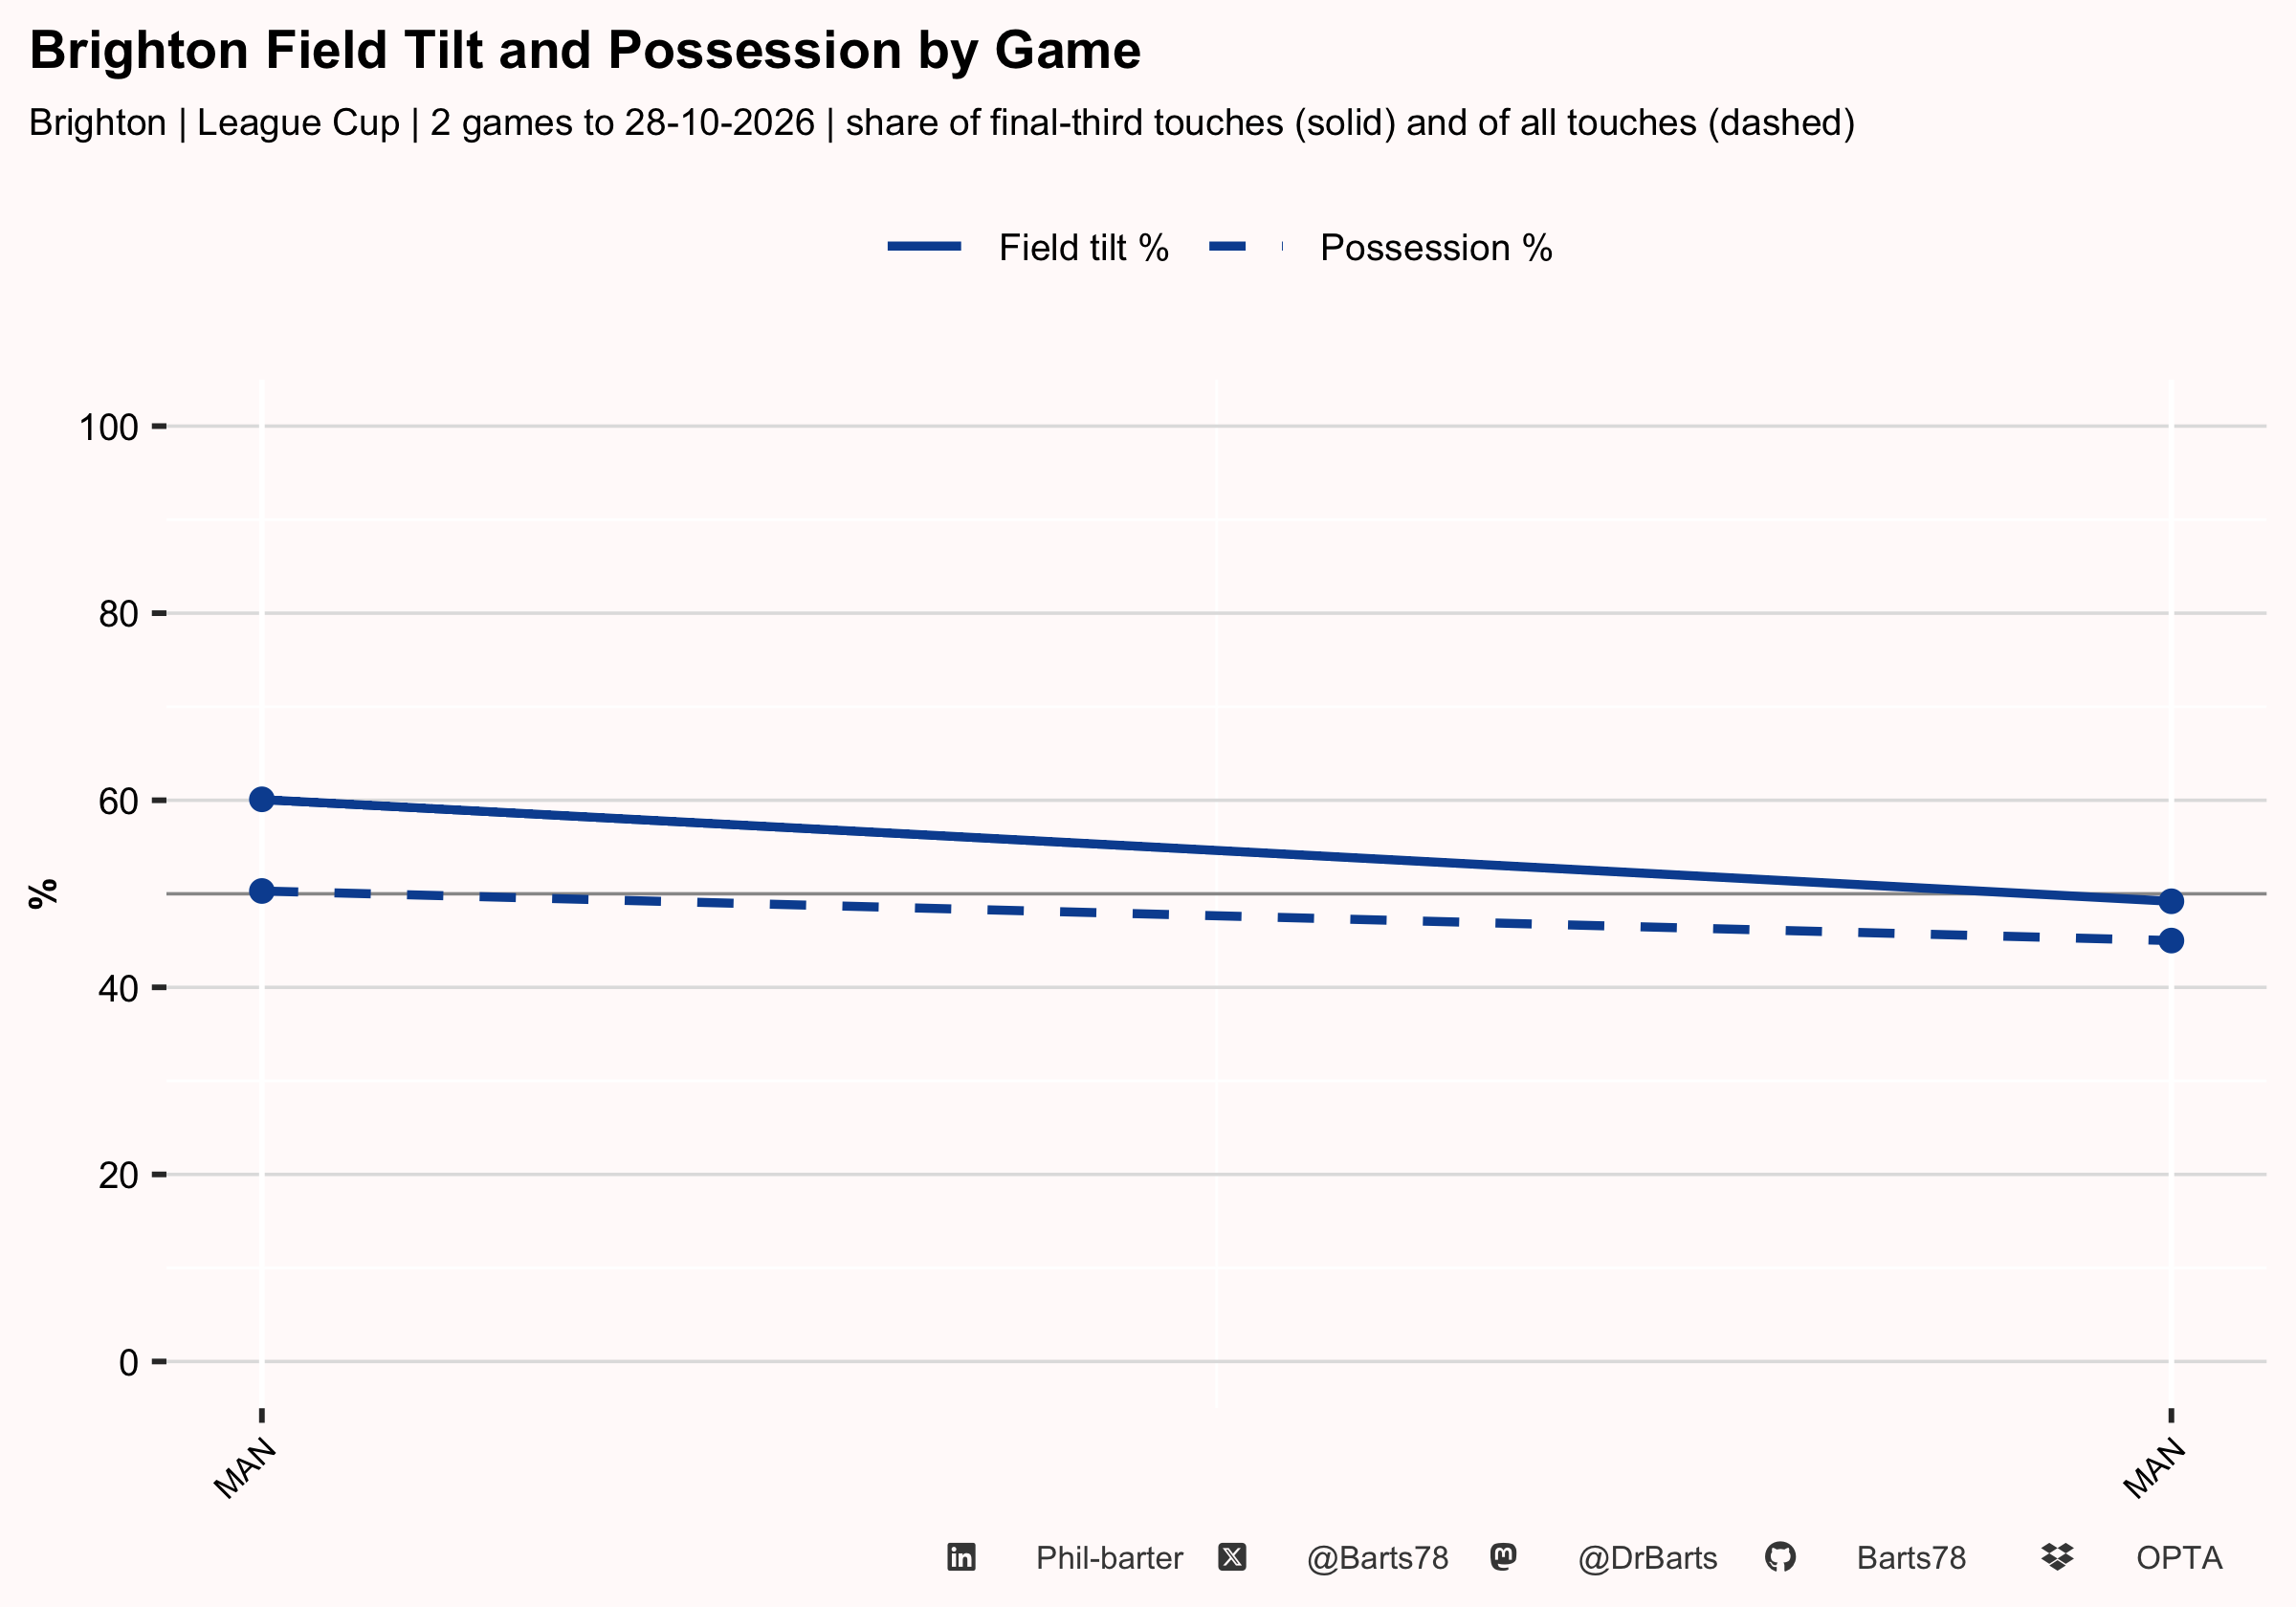 Brighton Field Tilt and Possession by Game
Brighton | League Cup | 2 games to 28-10-2026 | share of final-third touches (solid) and of all touches (dashed)
Field tilt % Possession %
100
80
60
40
20
0
%
MAN MAN
Phil-barter @Barts78 @DrBarts Barts78 OPTA